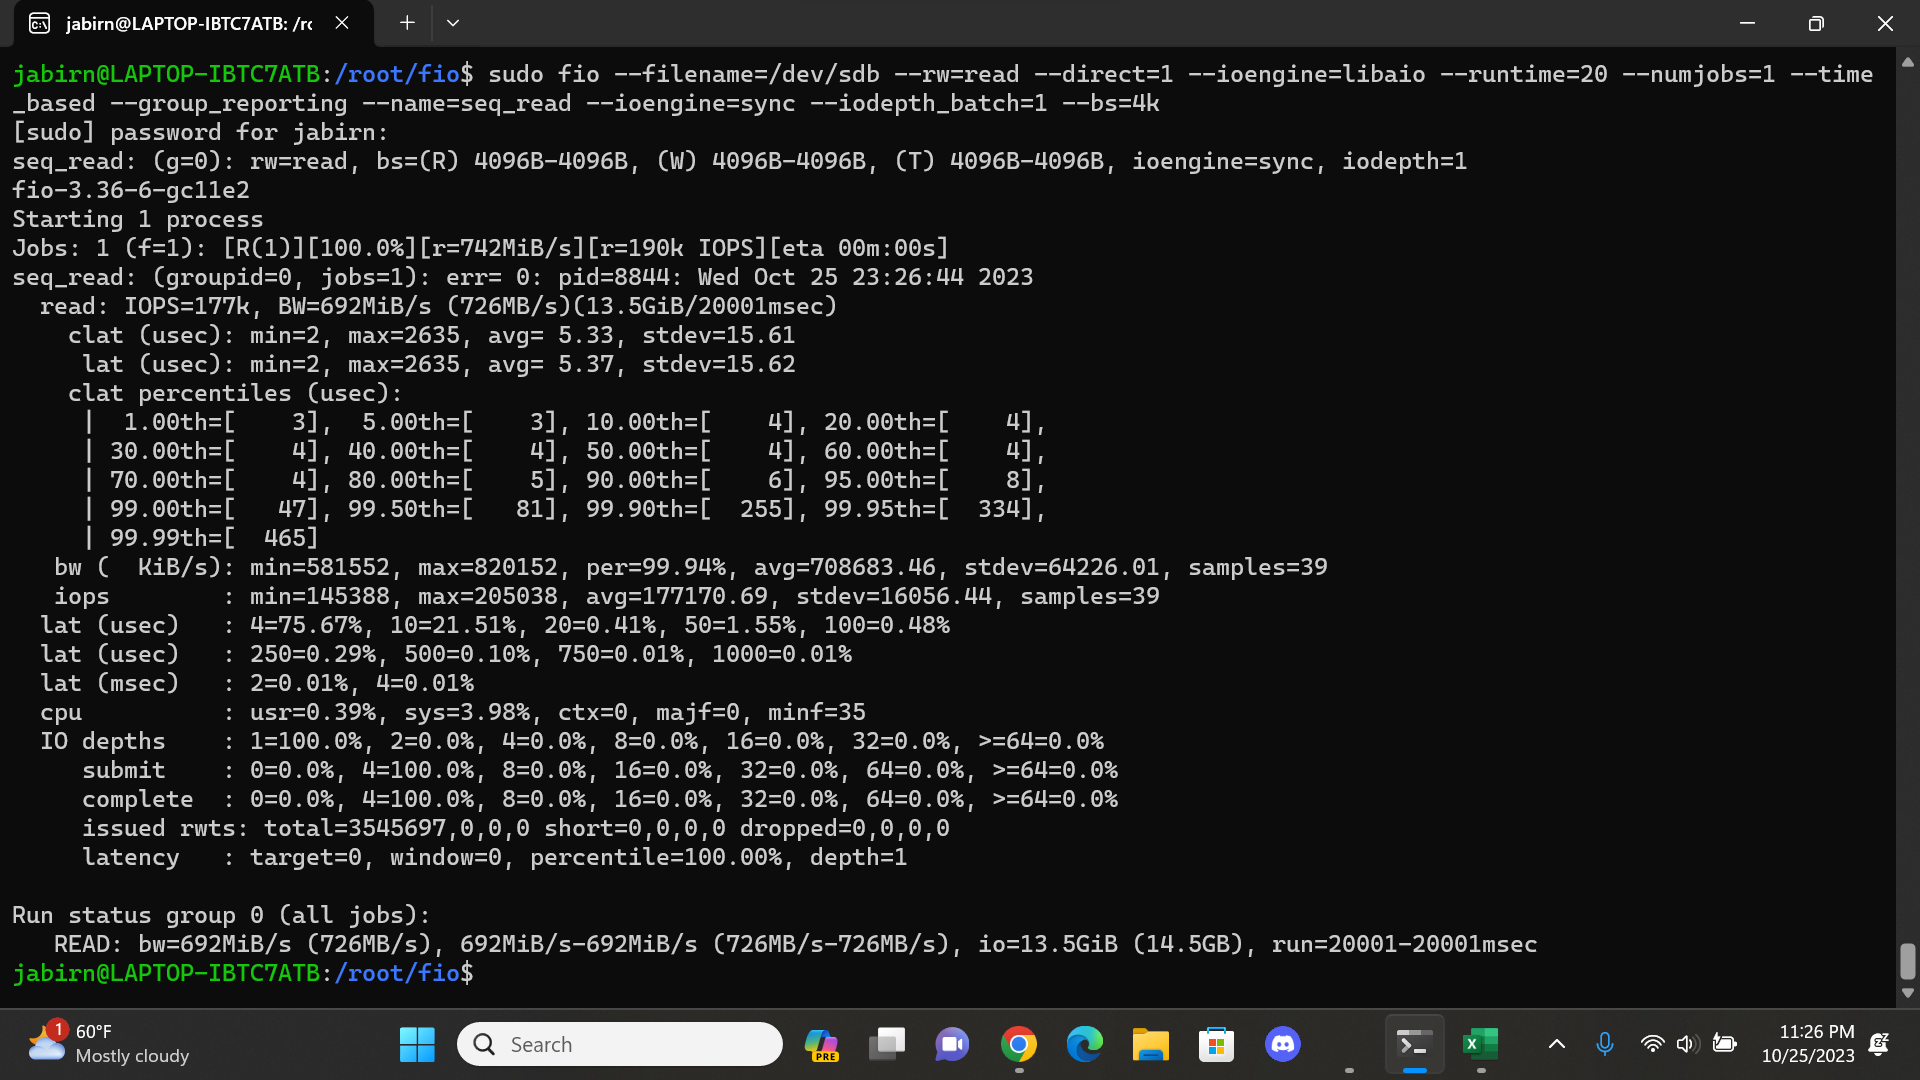 jabirn@LAPTOP-IBTC7ATB: /rc
jabirn@LAPTOP-IBTC7ATB:/root/fio$ sudo fio --filename=/dev/sdb --rw=read --direct=1 --ioengine=libaio --runtime=20 --numjobs=1 --time
_based --group_reporting --name=seq_read --ioengine=sync --iodepth_batch=1 --bs=4k
[sudo] password for jabirn:
seq_read: (g=0): rw=read, bs=(R) 4096B-4096B, (W) 4096B-4096B, (T) 4096B-4096B, ioengine=sync, iodepth=1
fio-3.36-6-gc11e2
Starting 1 process
Jobs: 1 (f=1): [R(1)][100.0%][r=742MiB/s][r=190k IOPS][eta 00m:00s]
seq_read: (groupid=0, jobs=1): err= 0: pid=8844: Wed Oct 25 23:26:44 2023
  read: IOPS=177k, BW=692MiB/s (726MB/s)(13.5GiB/20001msec)
    clat (usec): min=2, max=2635, avg= 5.33, stdev=15.61
     lat (usec): min=2, max=2635, avg= 5.37, stdev=15.62
    clat percentiles (usec):
     |  1.00th=[    3],  5.00th=[    3], 10.00th=[    4], 20.00th=[    4],
     | 30.00th=[    4], 40.00th=[    4], 50.00th=[    4], 60.00th=[    4],
     | 70.00th=[    4], 80.00th=[    5], 90.00th=[    6], 95.00th=[    8],
     | 99.00th=[   47], 99.50th=[   81], 99.90th=[  255], 99.95th=[  334],
     | 99.99th=[  465]
   bw (  KiB/s): min=581552, max=820152, per=99.94%, avg=708683.46, stdev=64226.01, samples=39
   iops        : min=145388, max=205038, avg=177170.69, stdev=16056.44, samples=39
  lat (usec)   : 4=75.67%, 10=21.51%, 20=0.41%, 50=1.55%, 100=0.48%
  lat (usec)   : 250=0.29%, 500=0.10%, 750=0.01%, 1000=0.01%
  lat (msec)   : 2=0.01%, 4=0.01%
  cpu          : usr=0.39%, sys=3.98%, ctx=0, majf=0, minf=35
  IO depths    : 1=100.0%, 2=0.0%, 4=0.0%, 8=0.0%, 16=0.0%, 32=0.0%, >=64=0.0%
     submit    : 0=0.0%, 4=100.0%, 8=0.0%, 16=0.0%, 32=0.0%, 64=0.0%, >=64=0.0%
     complete  : 0=0.0%, 4=100.0%, 8=0.0%, 16=0.0%, 32=0.0%, 64=0.0%, >=64=0.0%
     issued rwts: total=3545697,0,0,0 short=0,0,0,0 dropped=0,0,0,0
     latency   : target=0, window=0, percentile=100.00%, depth=1
Run status group 0 (all jobs):
   READ: bw=692MiB/s (726MB/s), 692MiB/s-692MiB/s (726MB/s-726MB/s), io=13.5GiB (14.5GB), run=20001-20001msec
jabirn@LAPTOP-IBTC7ATB:/root/fio$
1
60°F
Mostly cloudy
Search
PRE
11:26 PM
10/25/2023